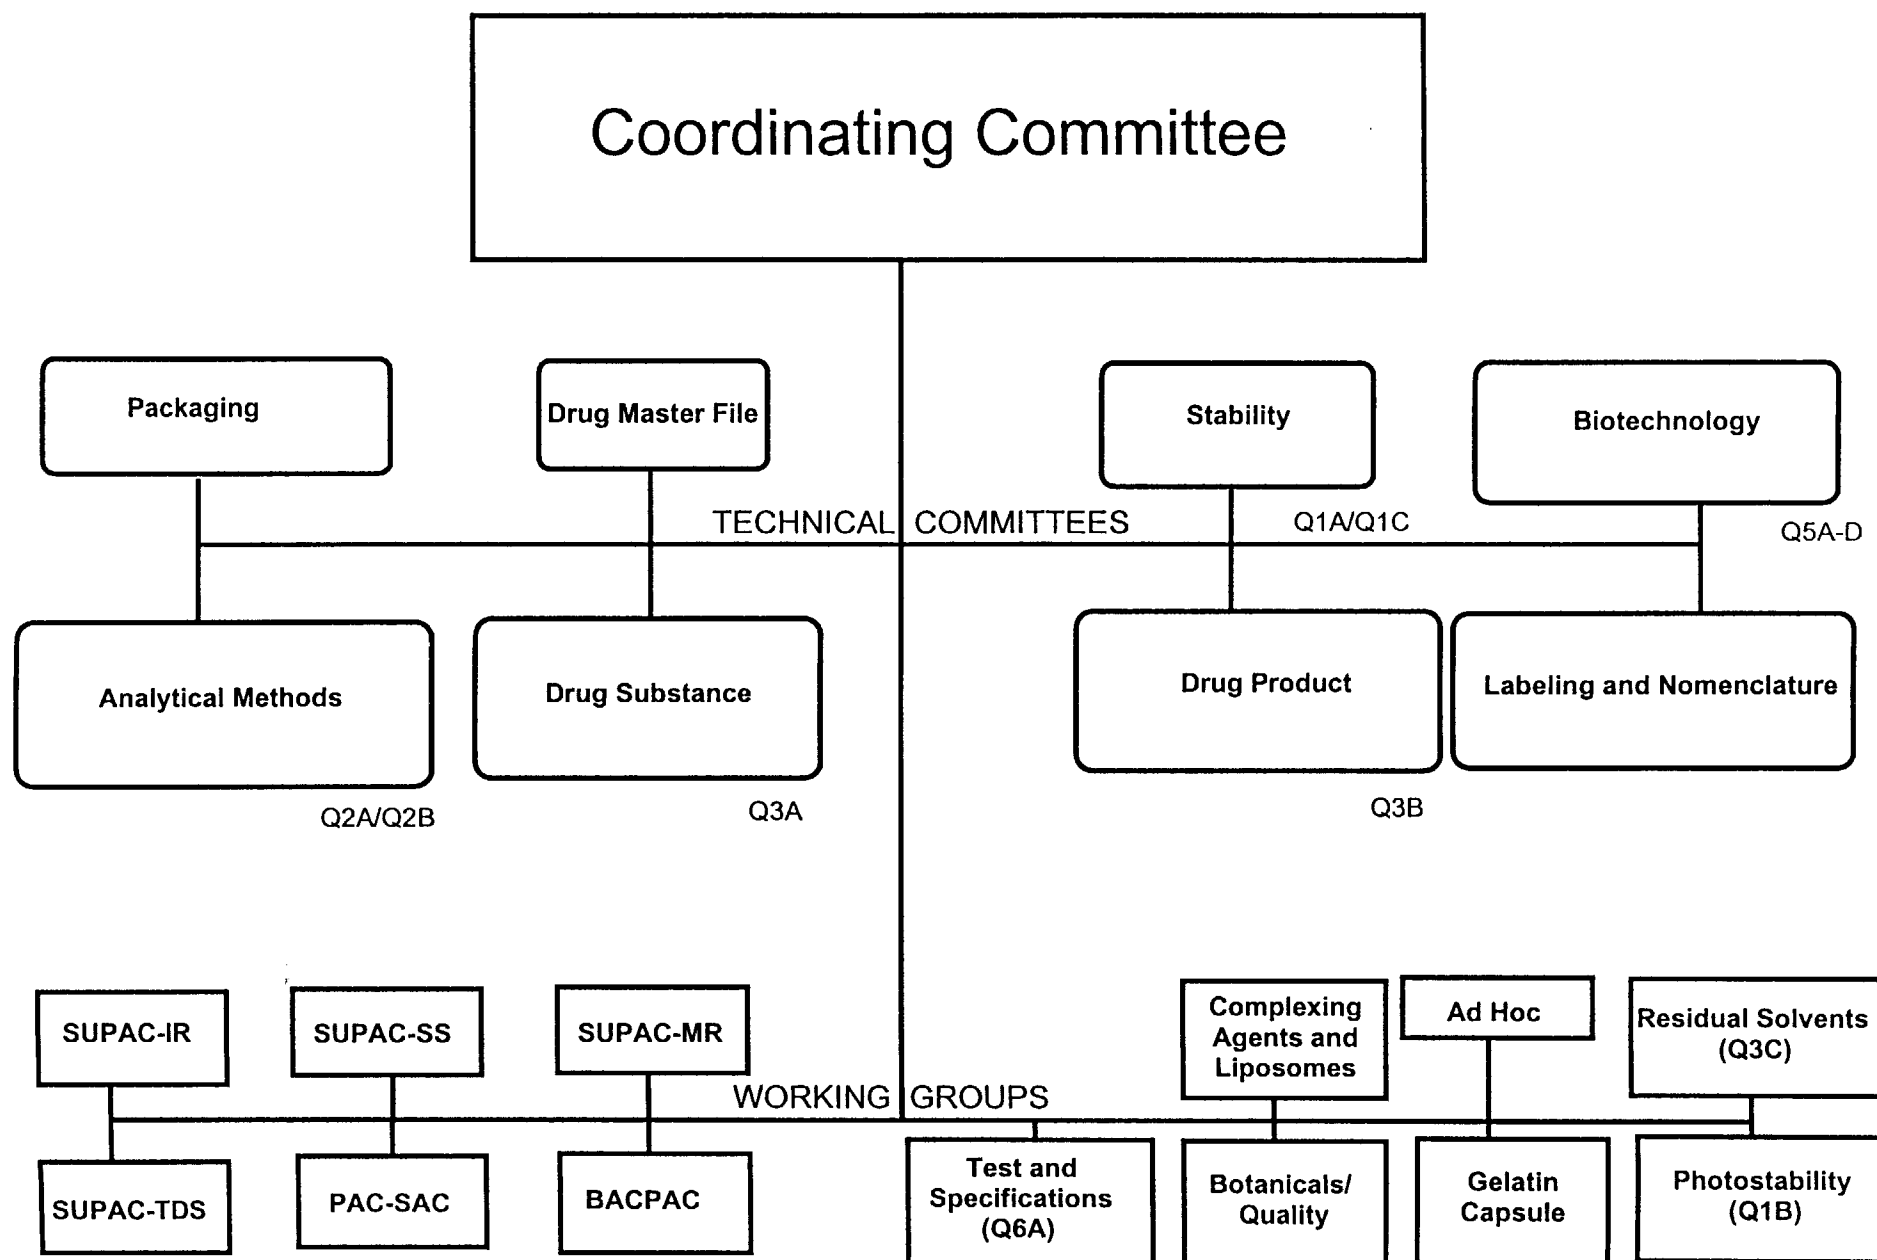 Coordinating Committee
Packaging
Drug Master File
Stability
Biotechnology
TECHNICAL COMMITTEES
Q1A/Q1C
Q5A-D
Analytical Methods
Drug Substance
Drug Product
Labeling and Nomenclature
Q2A/Q2B
Q3A
Q3B
SUPAC-IR
SUPAC-SS
SUPAC-MR
Complexing
Agents and
Liposomes
Ad Hoc
Residual Solvents
(Q3C)
WORKING GROUPS
SUPAC-TDS
PAC-SAC
BACPAC
Test and
Specifications
(Q6A)
Botanicals/
Quality
Gelatin
Capsule
Photostability
(Q1B)